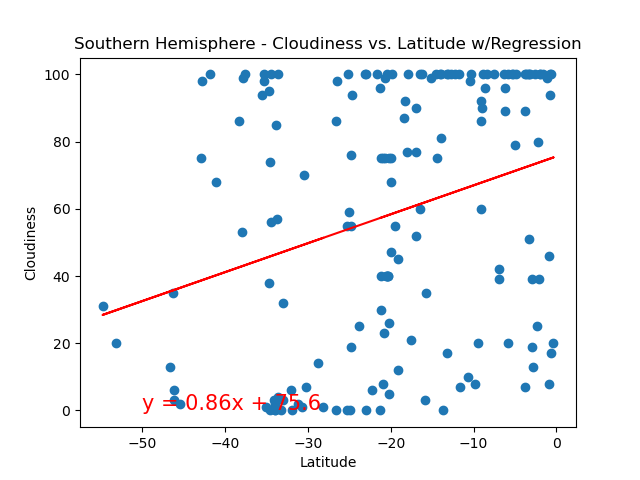 Southern Hemisphere - Cloudiness vs. Latitude w/Regression
100
80
60
40
20
0
Cloudiness
y = 0.86x + 75.6
−50 −40 −30 −20 −10 0
Latitude